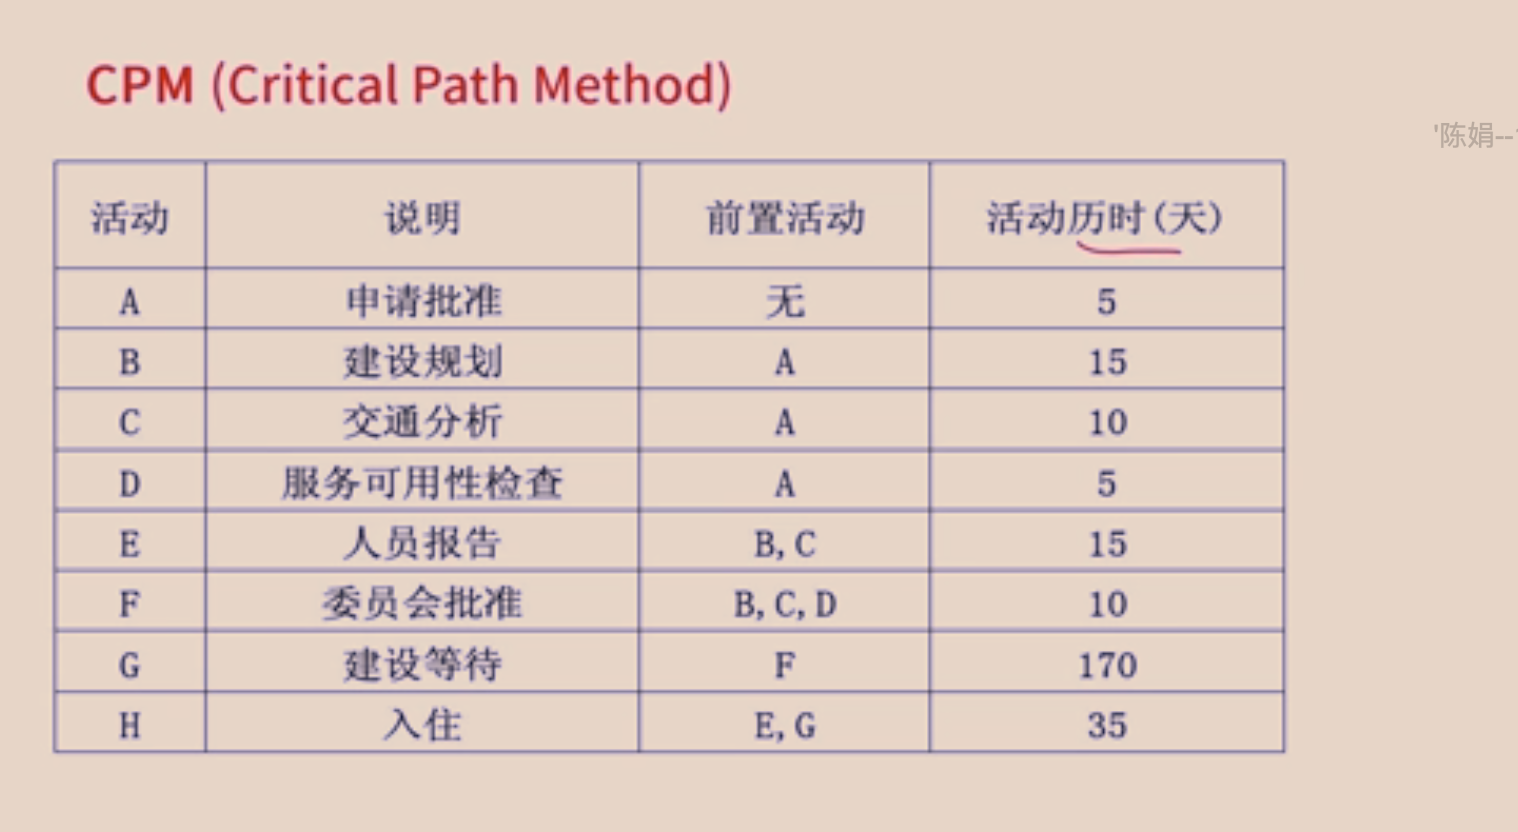 CPM (Critical Path Method)
'陈娟--
活动 说明 前置活动 活动历时(天)
A 申请批准 无 5
B 建设规划 A 15
C 交通分析 A 10
D 服务可用性检查 A 5
E 人员报告 B,C 15
F 委员会批准 B,C,D 10
G 建设等待 F 170
H 入住 E,G 35